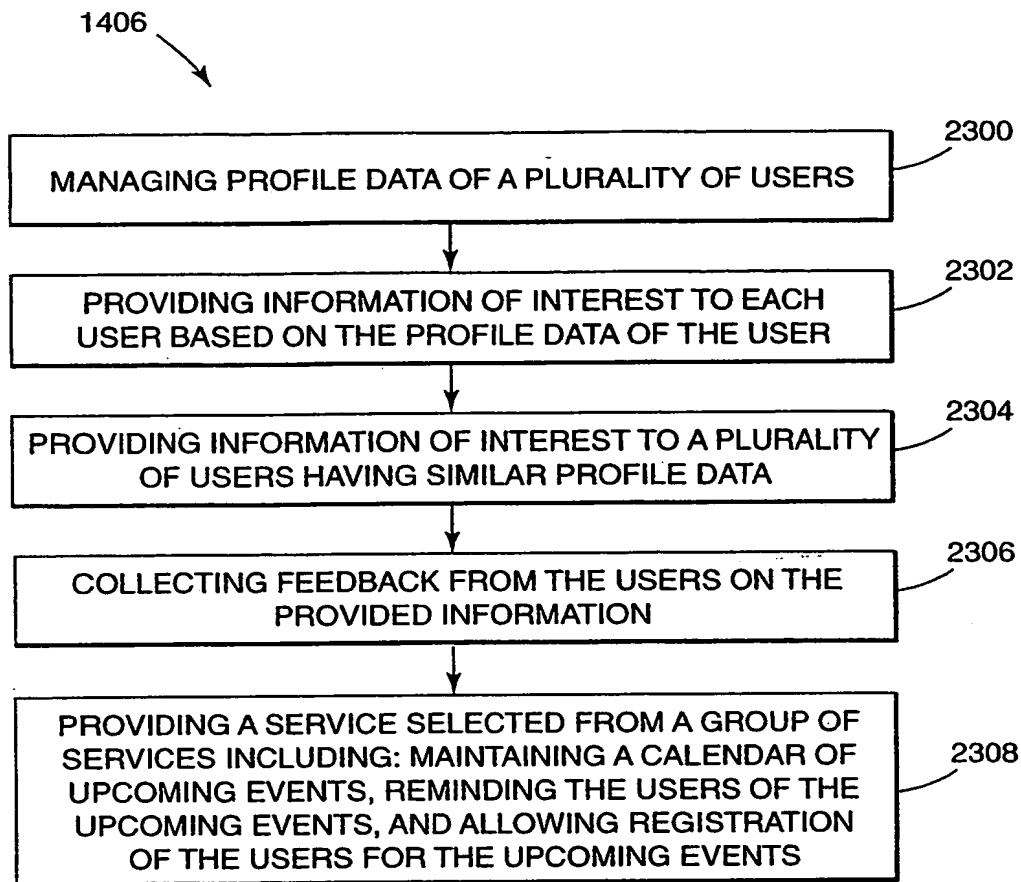 1406
2300
MANAGING PROFILE DATA OF A PLURALITY OF USERS
2302
PROVIDING INFORMATION OF INTEREST TO EACH
USER BASED ON THE PROFILE DATA OF THE USER
2304
PROVIDING INFORMATION OF INTEREST TO A PLURALITY
OF USERS HAVING SIMILAR PROFILE DATA
2306
COLLECTING FEEDBACK FROM THE USERS ON THE
PROVIDED INFORMATION
PROVIDING A SERVICE SELECTED FROM A GROUP OF
SERVICES INCLUDING: MAINTAINING A CALENDAR OF
2308
UPCOMING EVENTS, REMINDING THE USERS OF THE
UPCOMING EVENTS, AND ALLOWING REGISTRATION
OF THE USERS FOR THE UPCOMING EVENTS